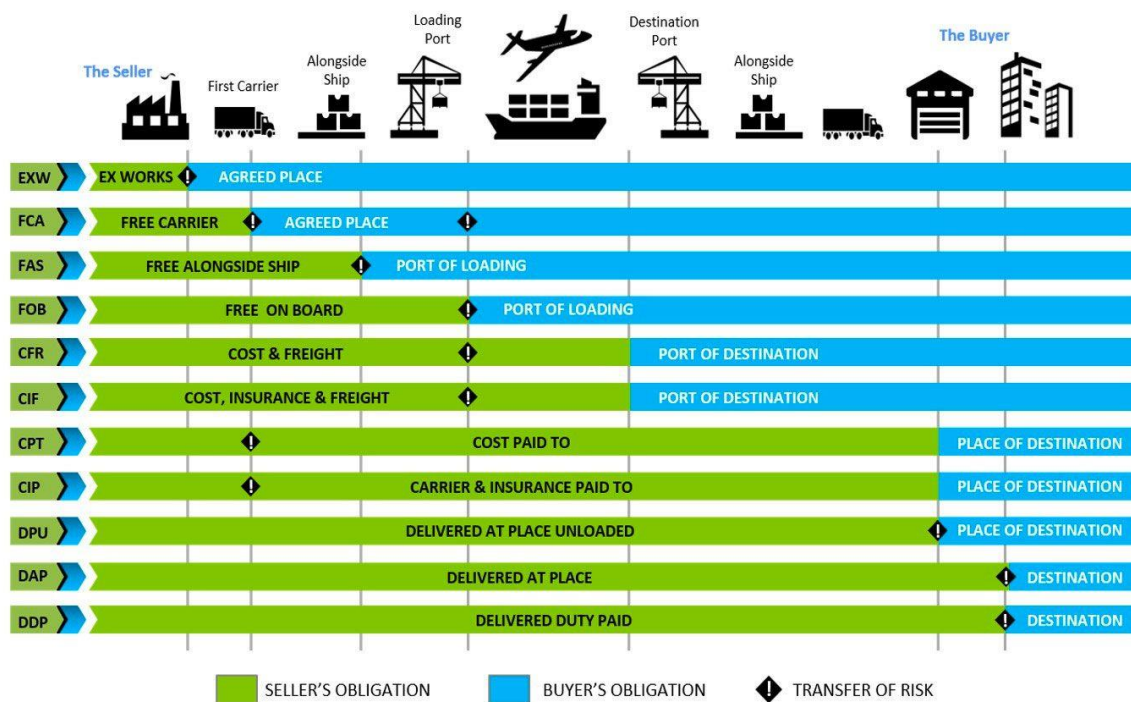 The Seller
First Carrier
Alongside
Ship
Loading
Port
Destination
Port
Alongside
Ship
The Buyer
EXW EX WORKS AGREED PLACE
FCA FREE CARRIER AGREED PLACE
FAS FREE ALONGSIDE SHIP PORT OF LOADING
FOB FREE ON BOARD PORT OF LOADING
CFR COST & FREIGHT PORT OF DESTINATION
CIF COST, INSURANCE & FREIGHT PORT OF DESTINATION
CPT COST PAID TO PLACE OF DESTINATION
CIP CARRIER & INSURANCE PAID TO PLACE OF DESTINATION
DPU DELIVERED AT PLACE UNLOADED PLACE OF DESTINATION
DAP DELIVERED AT PLACE DESTINATION
DDP DELIVERED DUTY PAID DESTINATION
SELLER'S OBLIGATION BUYER'S OBLIGATION TRANSFER OF RISK